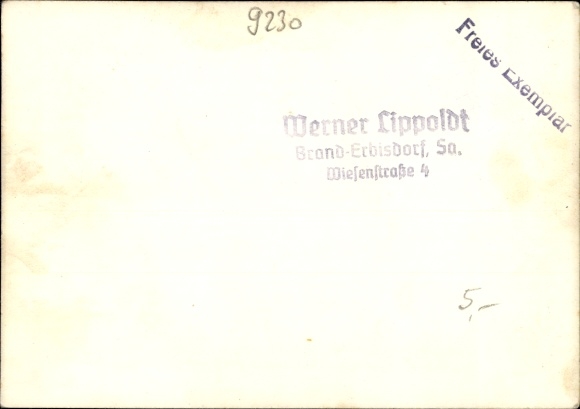 9230
Freies Exemplar
Werner Lippoldt
Brand-Erbisdorf, Sa.
Wiesenstraße 4
5,-